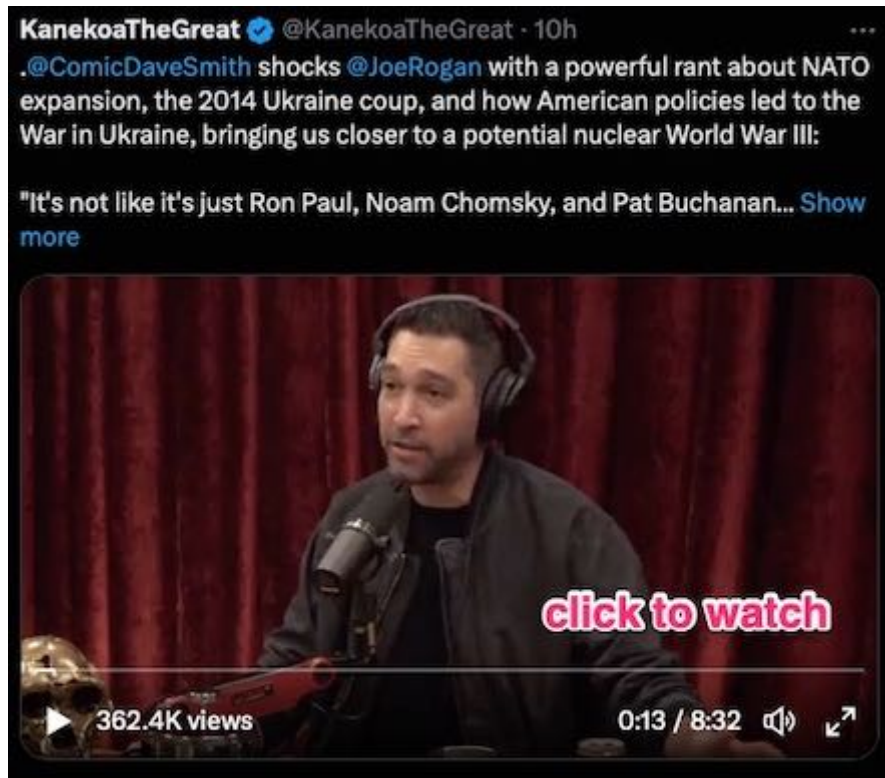 KanekoaTheGreat @KanekoaTheGreat · 10h
.@ComicDaveSmith shocks @JoeRogan with a powerful rant about NATO
expansion, the 2014 Ukraine coup, and how American policies led to the
War in Ukraine, bringing us closer to a potential nuclear World War III:
"It's not like it's just Ron Paul, Noam Chomsky, and Pat Buchanan... Show
more
click to watch
362.4K views 0:13 / 8:32